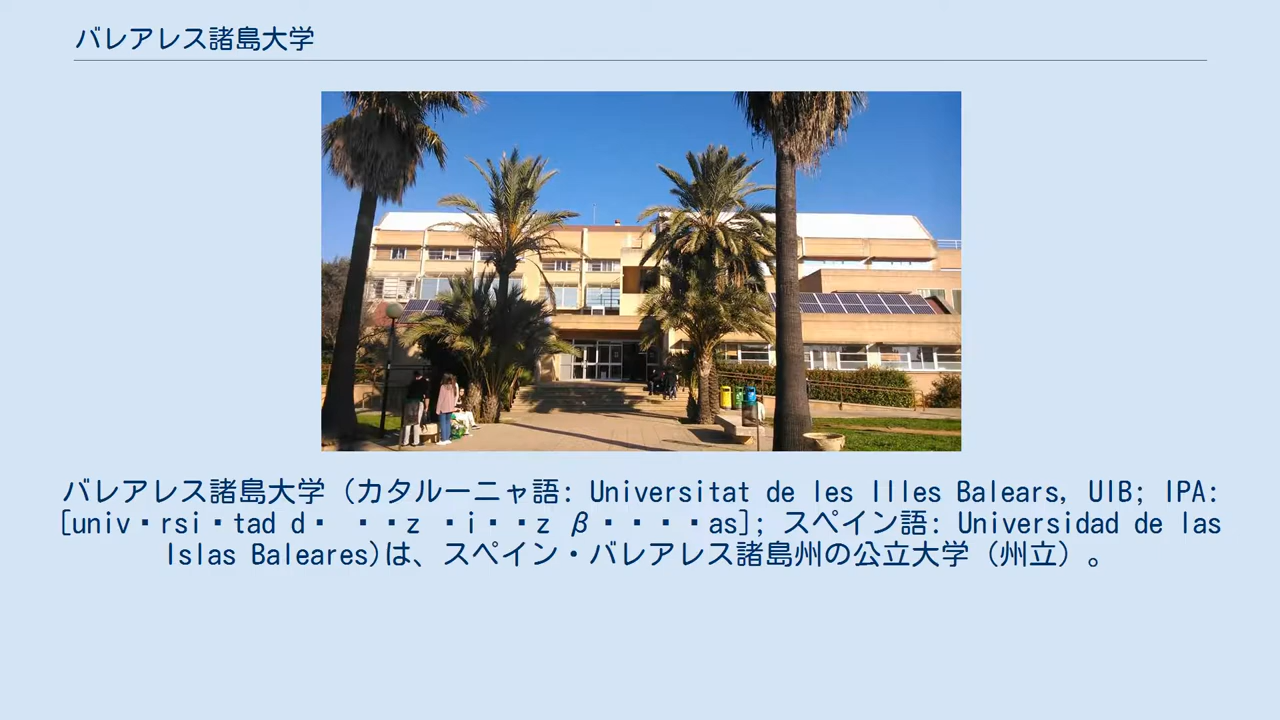 バレアレス諸島大学
バレアレス諸島大学（カタルーニャ語: Universitat de les Illes Balears, UIB; IPA:
[univ・rsi・tad d・ ・・z ・i・・z β・・・・as]; スペイン語: Universidad de las
Islas Baleares)は、スペイン・バレアレス諸島州の公立大学（州立）。